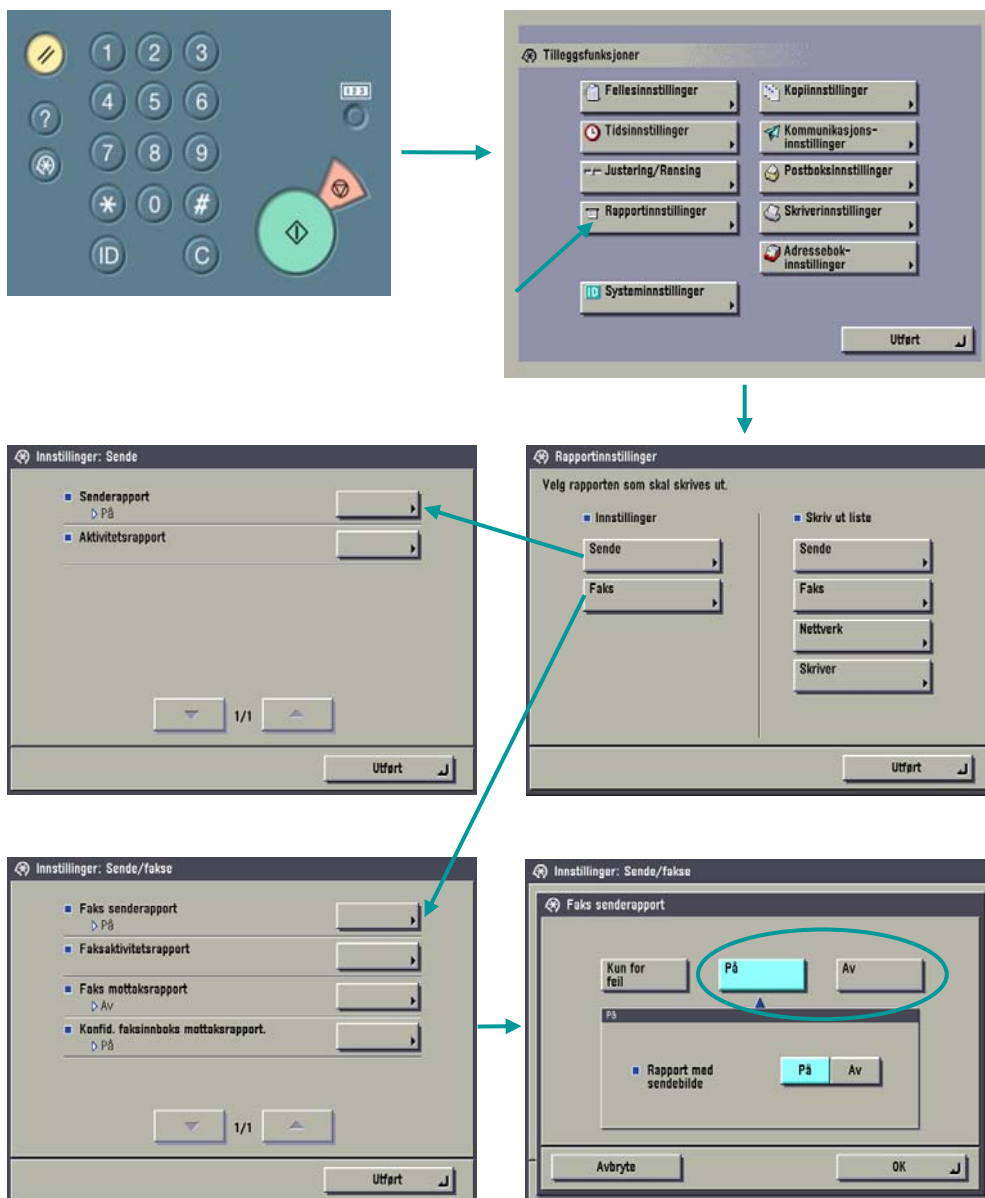 1 2 3
4 5 6
7 8 9
0 #
ID C
?
1 2 3
Tilleggsfunksjoner
Fellesinnstillinger
Kopiinnstillinger
Tidsinnstillinger
Kommunikasjons-
innstillinger
Justering/Rensing
Postboksinnstillinger
Rapportinnstillinger
Skriverinnstillinger
Adressebok-
innstillinger
ID Systeminnstillinger
Utført
Innstillinger: Sende
Senderapport
På
Aktivitetsrapport
1/1
Utført
Rapportinnstillinger
Velg rapporten som skal skrives ut.
Innstillinger
Skriv ut liste
Sende
Sende
Faks
Faks
Nettverk
Skriver
Utført
Innstillinger: Sende/fakse
Faks senderapport
På
Faksaktivitetsrapport
Faks mottaksrapport
Av
Konfid. faksinnboks mottaksrapport.
På
1/1
Utført
Innstillinger: Sende/fakse
Faks senderapport
Kun for
feil
På
Av
På
Rapport med
sendebilde
På
Av
Avbryte
OK